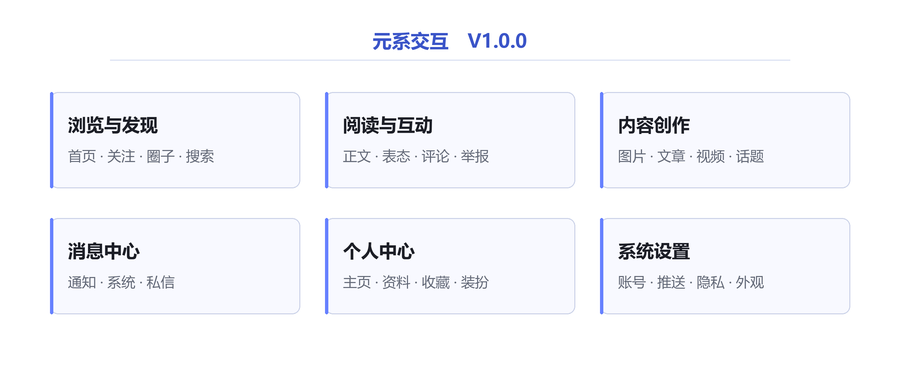 元系交互 V1.0.0
浏览与发现
首页 · 关注 · 圈子 · 搜索
阅读与互动
正文 · 表态 · 评论 · 举报
内容创作
图片 · 文章 · 视频 · 话题
消息中心
通知 · 系统 · 私信
个人中心
主页 · 资料 · 收藏 · 装扮
系统设置
账号 · 推送 · 隐私 · 外观